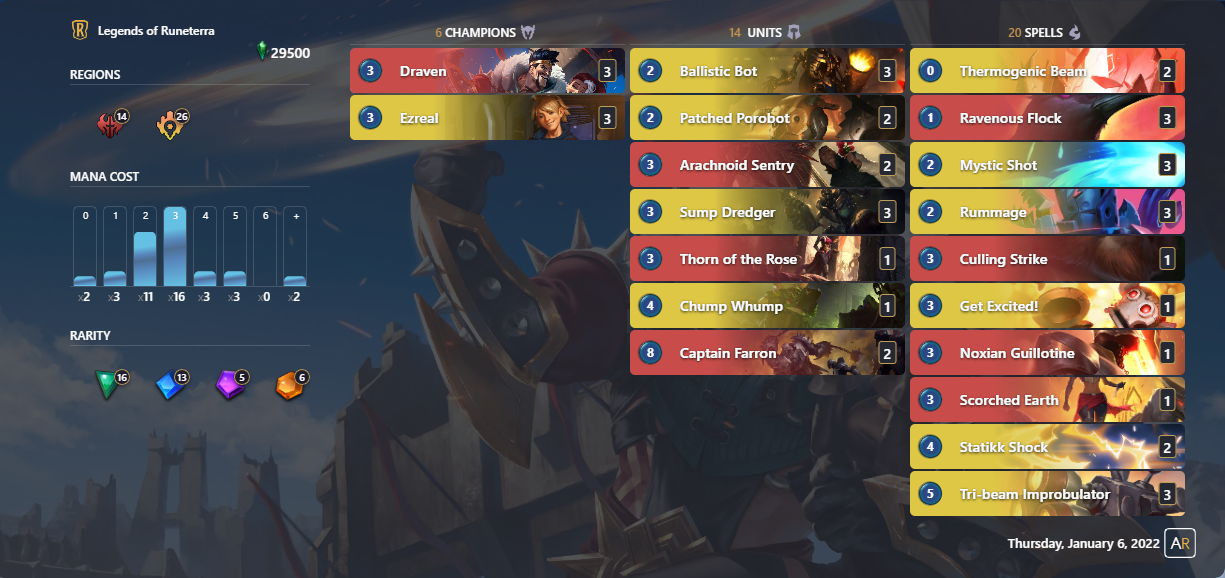 Legends of Runeterra
29500
REGIONS
14 26
MANA COST
0 1 2 3 4 5 6 +
x2 x3 x11 x16 x3 x3 x0 x2
RARITY
16 13 5 6
6 CHAMPIONS
3 Draven 3
3 Ezreal 3
14 UNITS
2 Ballistic Bot 3
2 Patched Porobot 2
3 Arachnoid Sentry 2
3 Sump Dredger 3
3 Thorn of the Rose 1
4 Chump Whump 1
8 Captain Farron 2
20 SPELLS
0 Thermogenic Beam 2
1 Ravenous Flock 3
2 Mystic Shot 3
2 Rummage 3
3 Culling Strike 1
3 Get Excited! 1
3 Noxian Guillotine 1
3 Scorched Earth 1
4 Statikk Shock 2
5 Tri-beam Improbulator 3
Thursday, January 6, 2022 AR